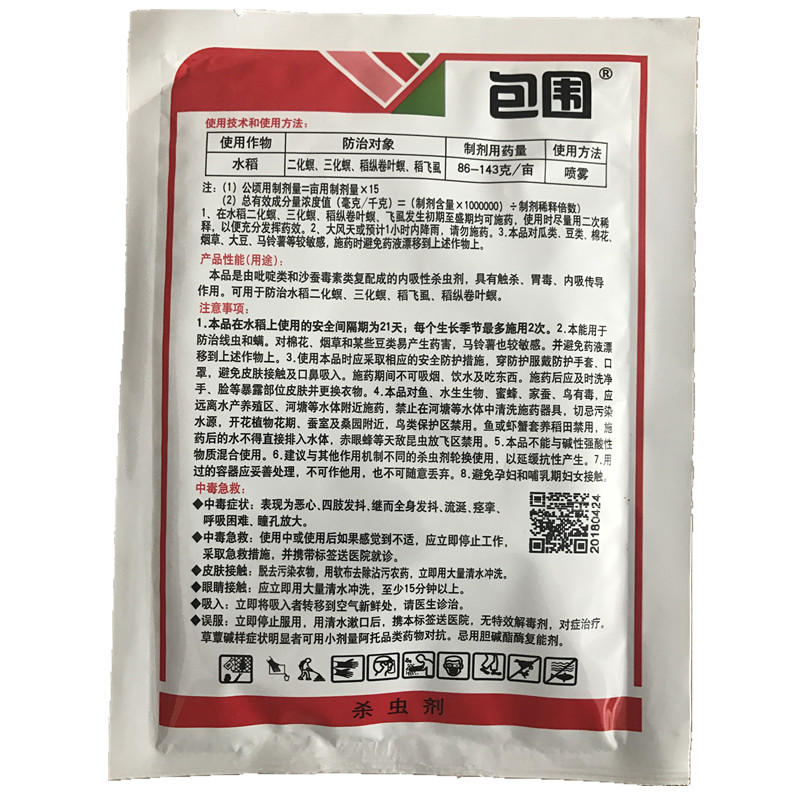 包围®
使用技术和使用方法:
使用作物 防治对象 制剂用药量 使用方法
水稻 二化螟、三化螟、稻纵卷叶螟、稻飞虱 86-143克/亩 喷雾
注:(1)公顷用制剂量=亩用制剂量×15
(2)总有效成分量浓度值(毫克/千克)=(制剂含量×1000000)÷制剂稀释倍数)
1、在水稻二化螟、三化螟、稻纵卷叶螟、飞虱发生初期至盛期均可施药,使用时尽量用二次稀
释,以便充分发挥药效。2、大风天或预计1小时内降雨,请勿施药。3.本品对瓜类、豆类、棉花、
烟草、大豆、马铃薯等较敏感,施药时避免药液漂移到上述作物上。
产品性能(用途):
本品是由吡啶类和沙蚕毒素类复配成的内吸性杀虫剂,具有触杀、胃毒、内吸传导
作用。可用于防治水稻二化螟、三化螟、稻飞虱、稻纵卷叶螟。
注意事项:
1.本品在水稻上使用的安全间隔期为21天;每个生长季节最多施用2次。2.本能用于
防治线虫和螨。对棉花、烟草和某些豆类易产生药害,马铃薯也较敏感。并避免药液漂
移到上述作物上。3.使用本品时应采取相应的安全防护措施,穿防护服戴防护手套、口
罩,避免皮肤接触及口鼻吸入。施药期间不可吸烟、饮水及吃东西。施药后应及时洗净
手、脸等暴露部位皮肤并更换衣物。4.本品对鱼、水生生物、蜜蜂、家蚕、鸟有毒,应
远离水产养殖区、河塘等水体附近施药,禁止在河塘等水体中清洗施药器具,切忌污染
水源,开花植物花期、蚕室及桑园附近,鸟类保护区禁用。鱼或虾蟹套养稻田禁用,施
药后的水不得直接排入水体,赤眼蜂等天敌昆虫放飞区禁用。5.本品不能与碱性强酸性
物质混合使用。6.建议与其他作用机制不同的杀虫剂轮换使用,以延缓抗性产生。7.用
过的容器应妥善处理,不可作他用,也不可随意丢弃。8.避免孕妇和哺乳期妇女接触。
中毒急救:
◆中毒症状:表现为恶心、四肢发抖、继而全身发抖、流涎、痉挛、
呼吸困难、瞳孔放大。
◆中毒急救:使用中或使用后如果感觉到不适,应立即停止工作,
采取急救措施,并携带标签送医院就诊。
◆皮肤接触:脱去污染衣物,用软布去除沾污农药,立即用大量清水冲洗。
◆眼睛接触:应立即用大量清水冲洗,至少15分钟以上。
◆吸入:立即将吸入者转移到空气新鲜处,请医生诊治。
◆误服:立即停止服用,用清水漱口后,携本标签送医院,无特效解毒剂,对症治疗。
草蕈碱样症状明显者可用小剂量阿托品类药物对抗。忌用胆碱酯酶复能剂。
20180424
杀虫剂